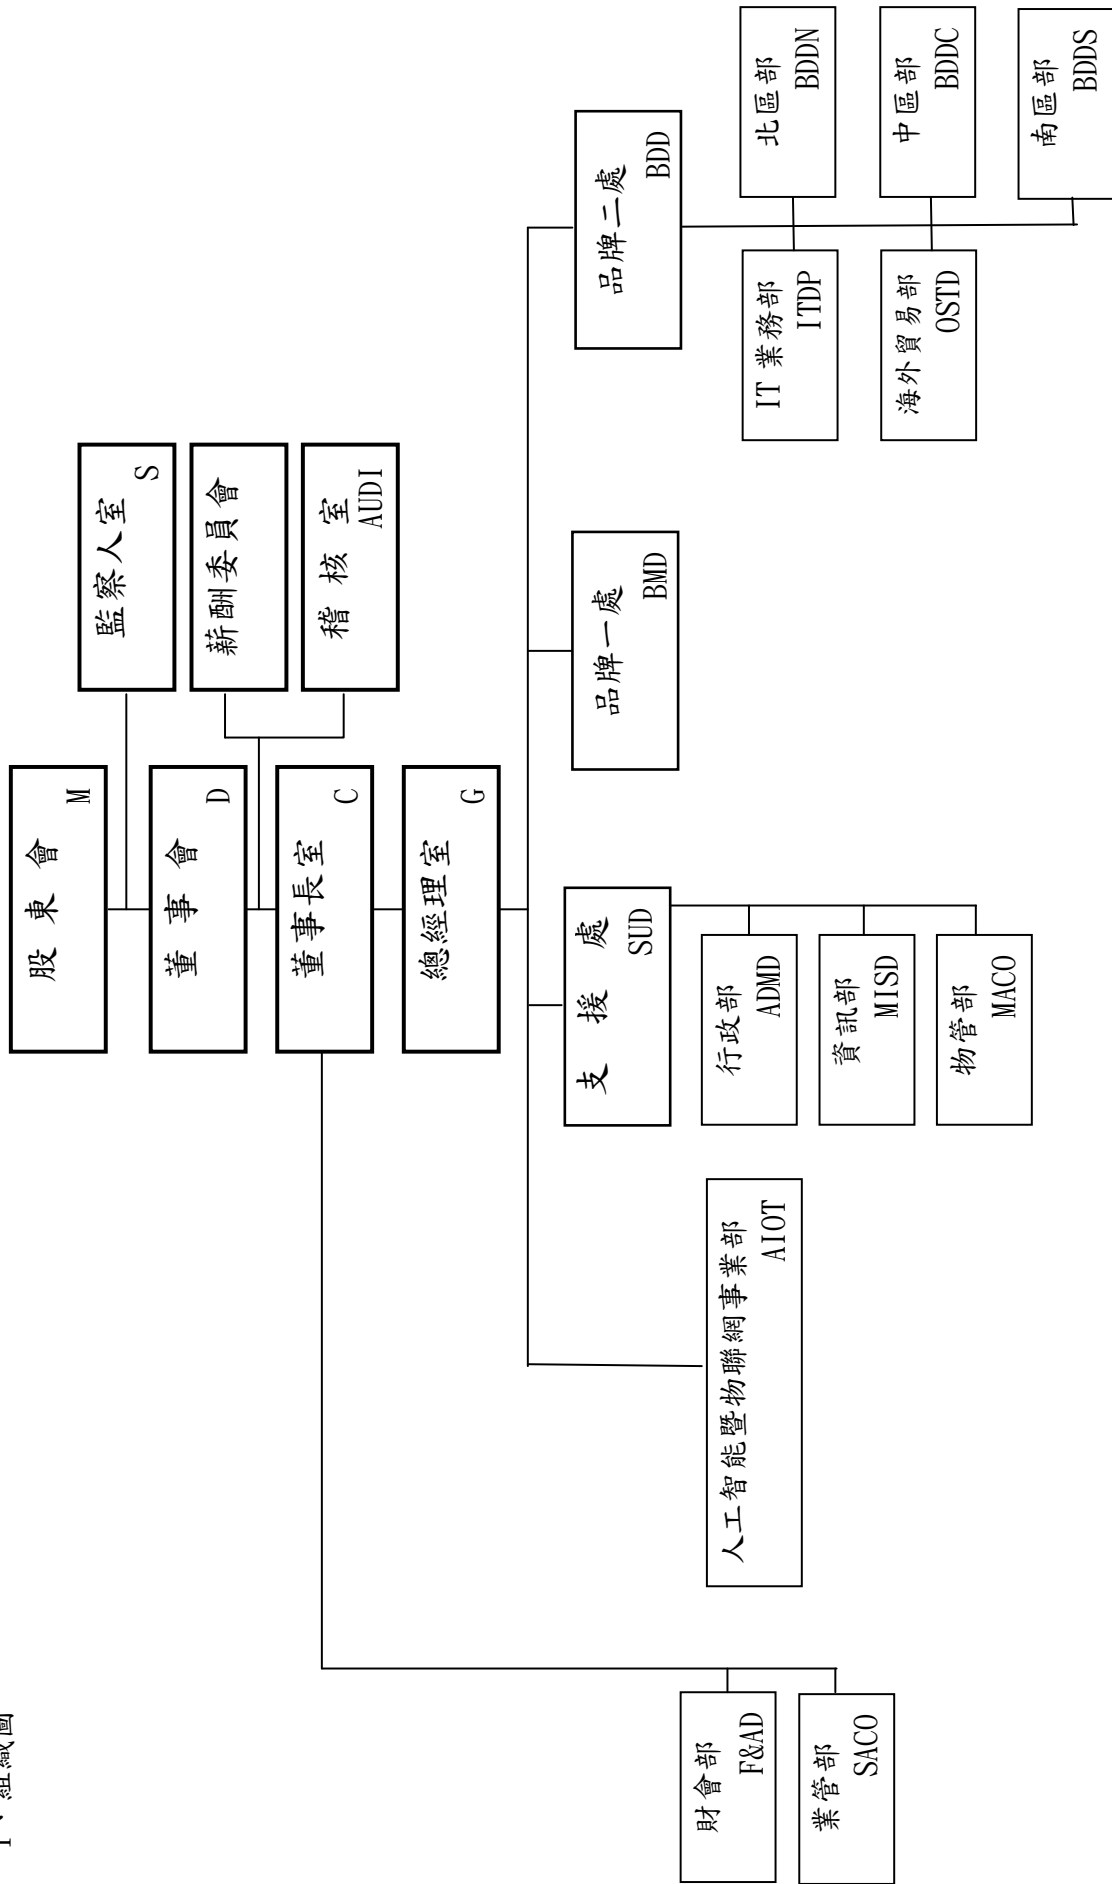 1、組織圖
股東會
M
監察人室
S
董事會
D
薪酬委員會
稽核室
AUDI
董事長室
C
總經理室
G
財會部
F&AD
業管部
SACO
人工智能暨物聯網事業部
AIOT
支援處
SUD
行政部
ADMD
資訊部
MISD
物管部
MACO
品牌一處
BMD
品牌二處
BDD
IT 業務部
ITDP
北區部
BDDN
海外貿易部
OSTD
中區部
BDDC
南區部
BDDS